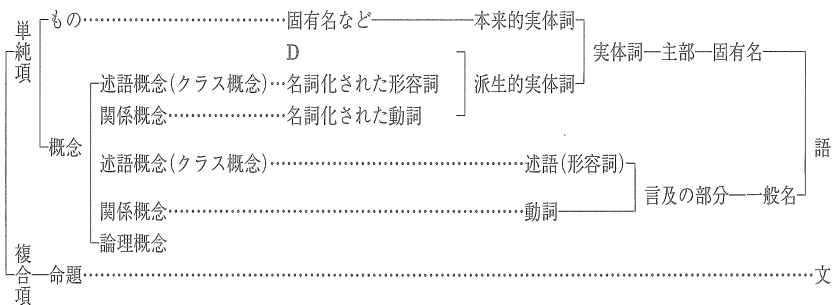 単純項
もの……固有名など―本来的実体詞
実体詞―主部―固有名
D
述語概念(クラス概念)…名詞化された形容詞
派生的実体詞
関係概念……名詞化された動詞
概念
述語概念(クラス概念)……述語(形容詞)
語
言及の部分―一般名
関係概念……動詞
論理概念
複合項
命題……文